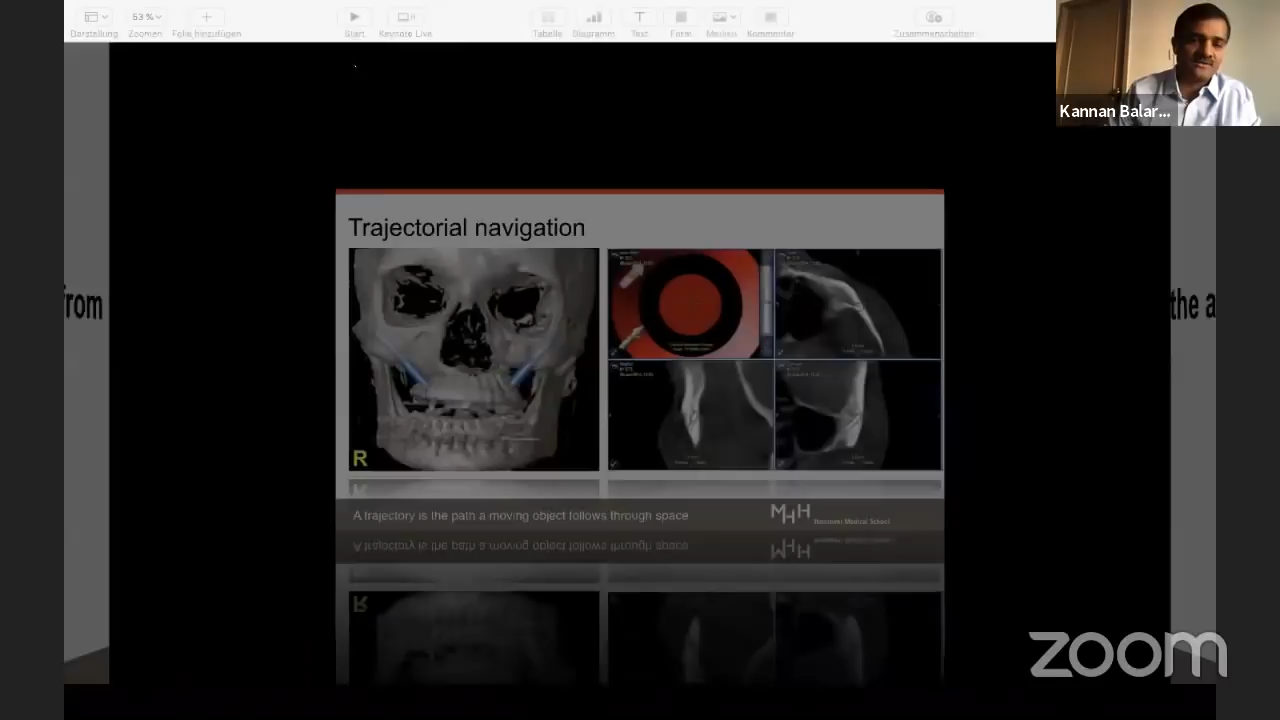 53 %
Darstellung Zoomen Folie hinzufügen Start Keynote Live Tabelle Diagramm Text Form Medien Kommentar Zusammenarbeiten
Kannan Balar...
Trajectorial navigation
from
the a
R
A trajectory is the path a moving object follows through space
MHH
Hannover Medical School
zoom